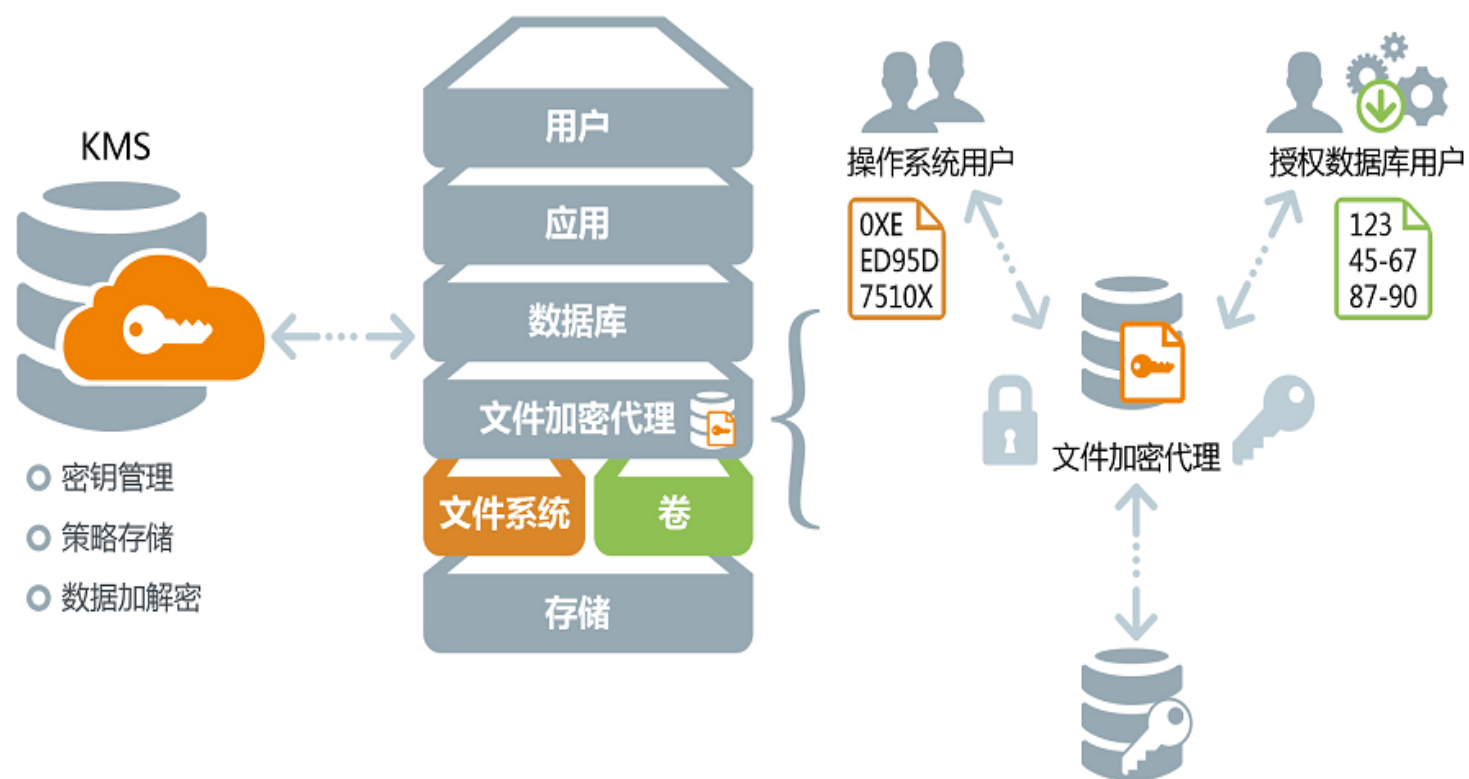 KMS
密钥管理
策略存储
数据加解密
用户
应用
数据库
文件加密代理
文件系统
卷
存储
操作系统用户
0XE
ED95D
7510X
授权数据库用户
123
45-67
87-90
文件加密代理